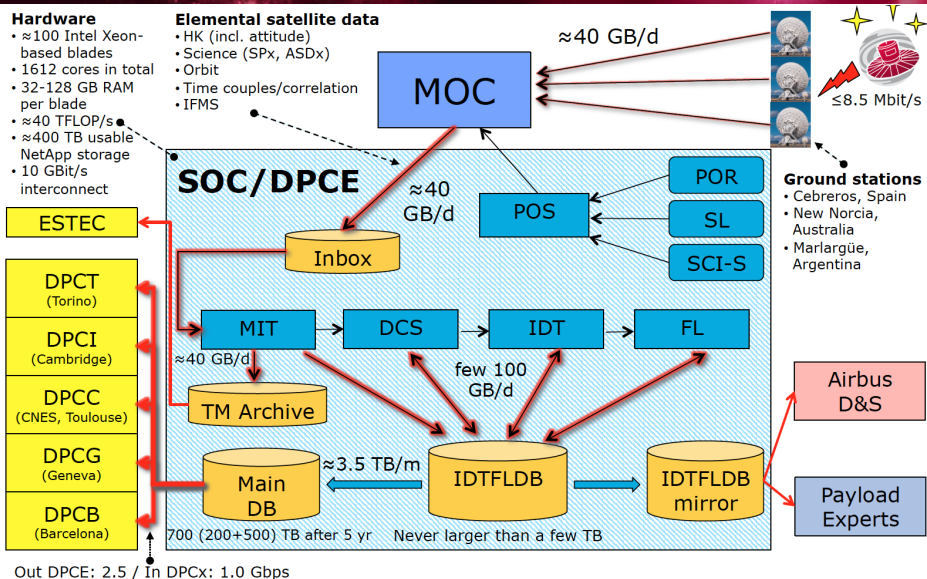 Hardware
• ≈100 Intel Xeon-
based blades
• 1612 cores in total
• 32-128 GB RAM
per blade
• ≈40 TFLOP/s
• ≈400 TB usable
NetApp storage
• 10 GBit/s
interconnect
Elemental satellite data
• HK (incl. attitude)
• Science (SPx, ASDx)
• Orbit
• Time couples/correlation
• IFMS
MOC
≈40 GB/d
≤8.5 Mbit/s
Ground stations
• Cebreros, Spain
• New Norcia,
Australia
• Marlargüe,
Argentina
SOC/DPCE
≈40
GB/d
POS
POR
SL
SCI-S
ESTEC
Inbox
DPCT
(Torino)
DPCI
(Cambridge)
DPCC
(CNES, Toulouse)
DPCG
(Geneva)
DPCB
(Barcelona)
MIT
DCS
IDT
FL
≈40 GB/d
few 100
GB/d
TM Archive
Main
DB
≈3.5 TB/m
IDTFLDB
IDTFLDB
mirror
Airbus
D&S
Payload
Experts
700 (200+500) TB after 5 yr
Never larger than a few TB
Out DPCE: 2.5 / In DPCx: 1.0 Gbps